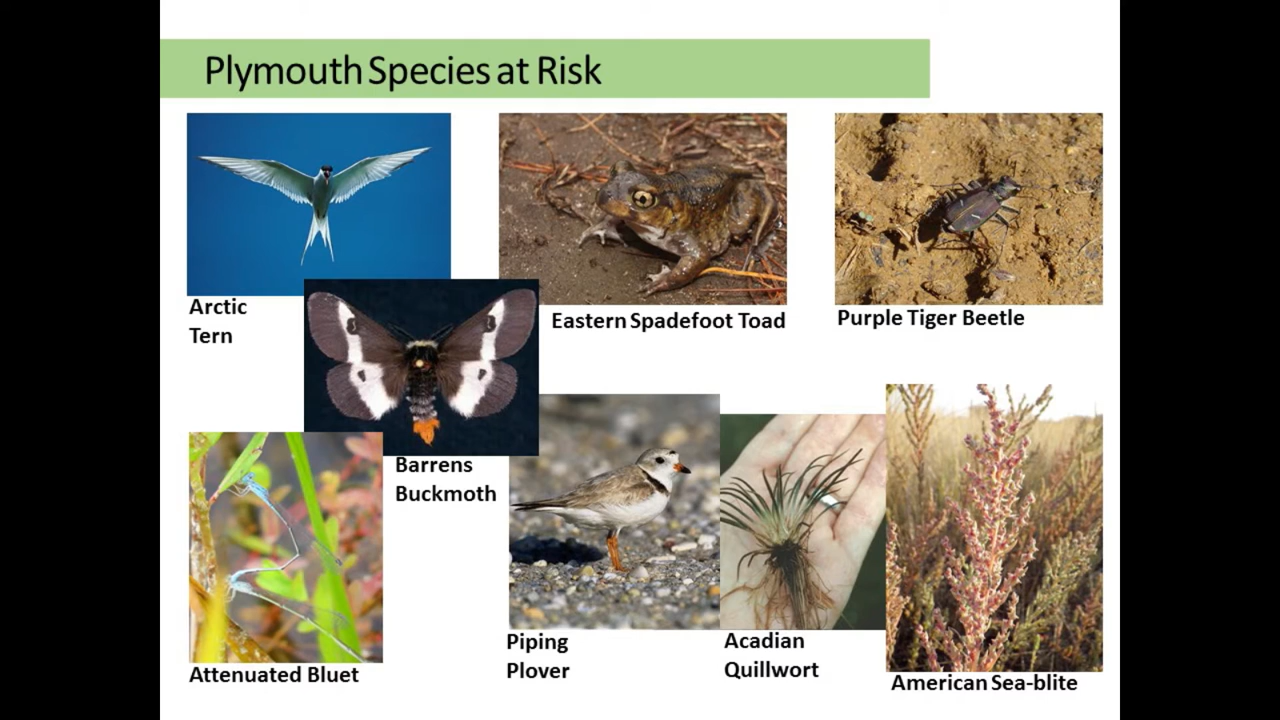 Plymouth Species at Risk
Arctic
Tern
Eastern Spadefoot Toad
Purple Tiger Beetle
Barrens
Buckmoth
Attenuated Bluet
Piping
Plover
Acadian
Quillwort
American Sea-blite